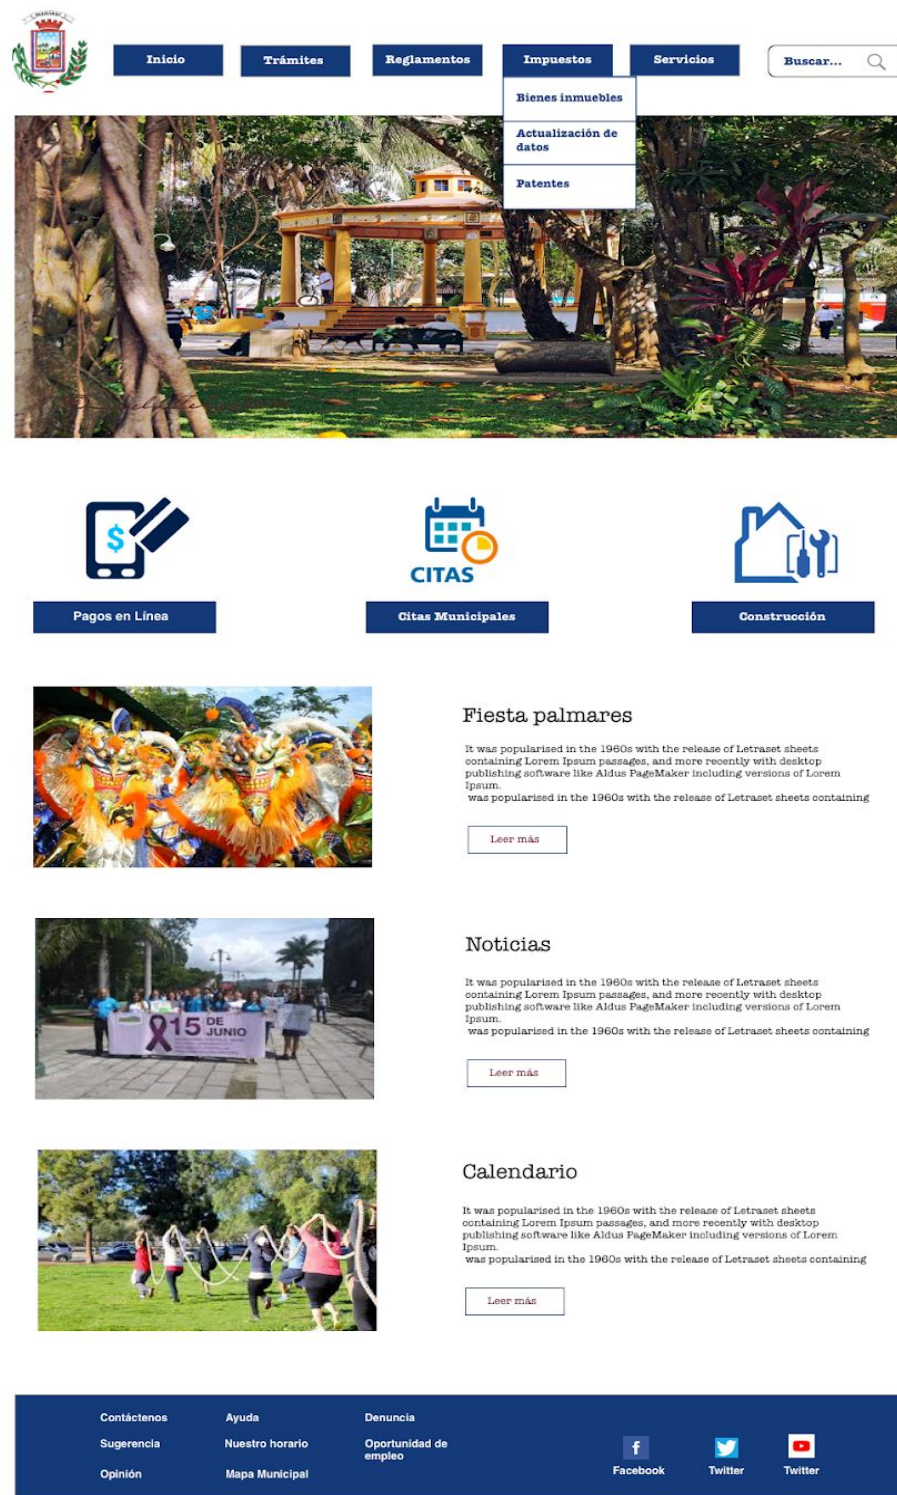 Inicio
Trámites
Reglamentos
Impuestos
Servicios
Buscar...
Bienes inmuebles
Actualización de
datos
Patentes
$
CITAS
Pagos en Línea
Citas Municipales
Construcción
Fiesta palmares
It was popularised in the 1960s with the release of Letraset sheets
containing Lorem Ipsum passages, and more recently with desktop
publishing software like Aldus PageMaker including versions of Lorem
Ipsum.
was popularised in the 1960s with the release of Letraset sheets containing
Leer más
15 DE
JUNIO
Noticias
It was popularised in the 1960s with the release of Letraset sheets
containing Lorem Ipsum passages, and more recently with desktop
publishing software like Aldus PageMaker including versions of Lorem
Ipsum.
was popularised in the 1960s with the release of Letraset sheets containing
Leer más
Calendario
It was popularised in the 1960s with the release of Letraset sheets
containing Lorem Ipsum passages, and more recently with desktop
publishing software like Aldus PageMaker including versions of Lorem
Ipsum.
was popularised in the 1960s with the release of Letraset sheets containing
Leer más
Contáctenos
Ayuda
Denuncia
Sugerencia
Nuestro horario
Oportunidad de
empleo
Opinión
Mapa Municipal
Facebook
Twitter
Twitter